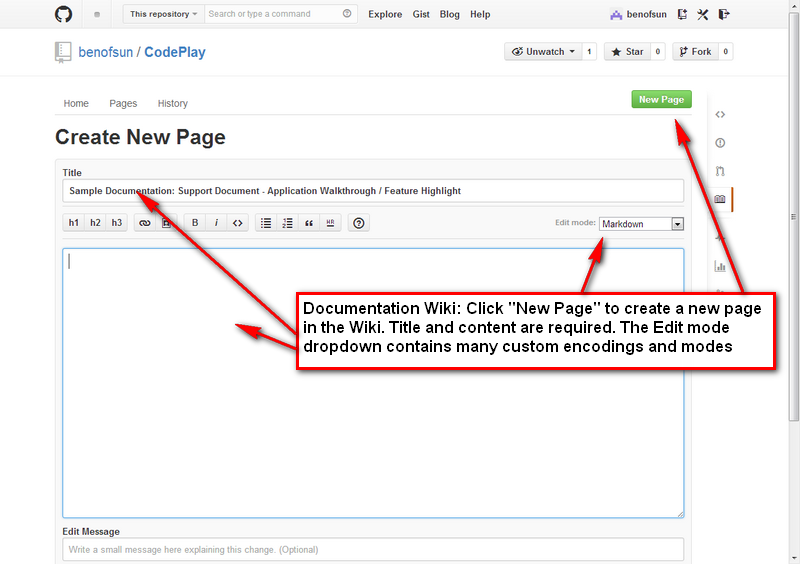 This repository
Search or type a command
Explore Gist Blog Help
benofsun
benofsun / CodePlay
Unwatch 1
Star 0
Fork 0
Home Pages History
New Page
Create New Page
Title
Sample Documentation: Support Document - Application Walkthrough / Feature Highlight
h1 h2 h3 B i <> “ HR ?
Edit mode: Markdown
Documentation Wiki: Click "New Page" to create a new page
in the Wiki. Title and content are required. The Edit mode
dropdown contains many custom encodings and modes
Edit Message
Write a small message here explaining this change. (Optional)